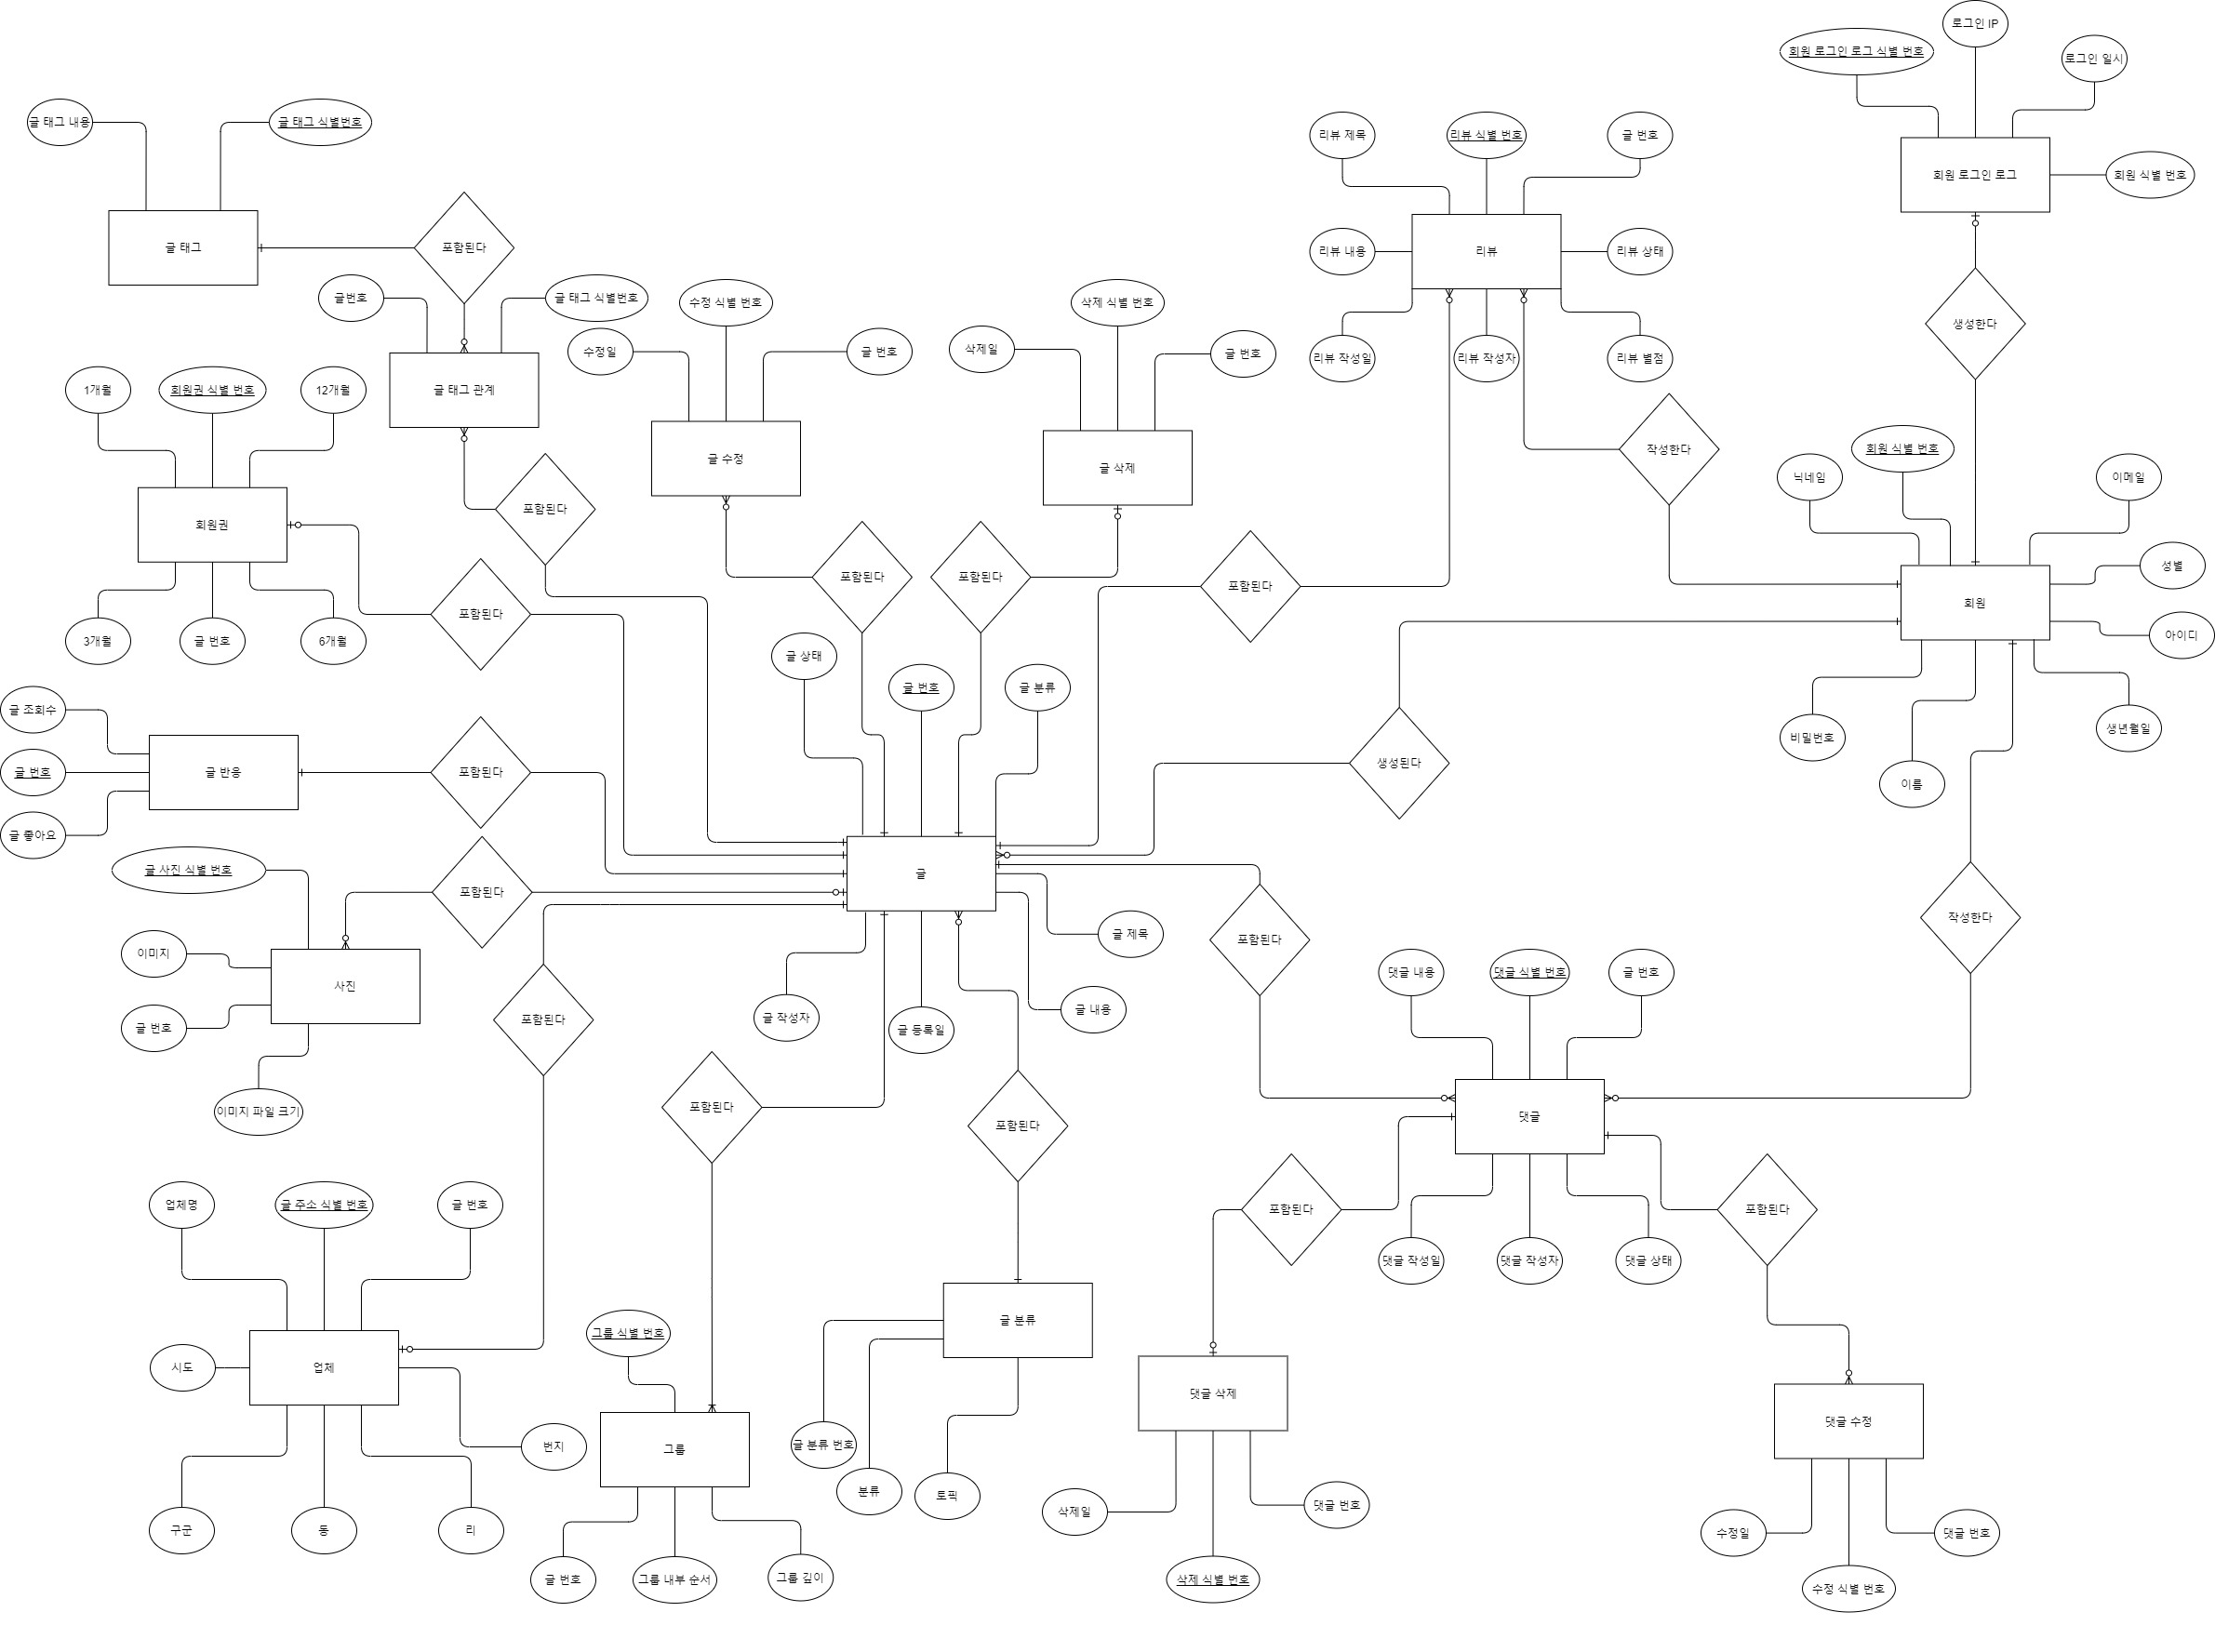 로그인 IP
회원 로그인 로그 식별 번호
로그인 일시
글 태그 내용
글 태그 식별번호
리뷰 제목
리뷰 식별 번호
글 번호
회원 로그인 로그
회원 식별 번호
글 태그
포함된다
리뷰 내용
리뷰
리뷰 상태
글번호
글 태그 식별번호
수정 식별 번호
삭제 식별 번호
생성한다
수정일
글 번호
삭제일
글 번호
리뷰 작성일
리뷰 작성자
리뷰 별점
1개월
회원권 식별 번호
12개월
글 태그 관계
글 수정
글 삭제
작성한다
회원 식별 번호
닉네임
이메일
회원권
포함된다
포함된다
포함된다
포함된다
성별
회원
포함된다
아이디
3개월
글 번호
6개월
글 상태
글 번호
글 분류
글 조회수
글 번호
글 반응
포함된다
생성된다
비밀번호
생년월일
이름
글 좋아요
글 사진 식별 번호
포함된다
글
작성한다
이미지
글 제목
포함된다
사진
댓글 내용
댓글 식별 번호
글 번호
글 번호
포함된다
글 작성자
글 등록일
글 내용
이미지 파일 크기
포함된다
포함된다
댓글
업체명
글 주소 식별 번호
글 번호
포함된다
포함된다
댓글 작성일
댓글 작성자
댓글 상태
그룹 식별 번호
글 분류
시도
업체
댓글 삭제
댓글 수정
번지
그룹
글 분류 번호
분류
토픽
삭제일
댓글 번호
구군
동
리
수정일
댓글 번호
글 번호
그룹 내부 순서
그룹 깊이
삭제 식별 번호
수정 식별 번호